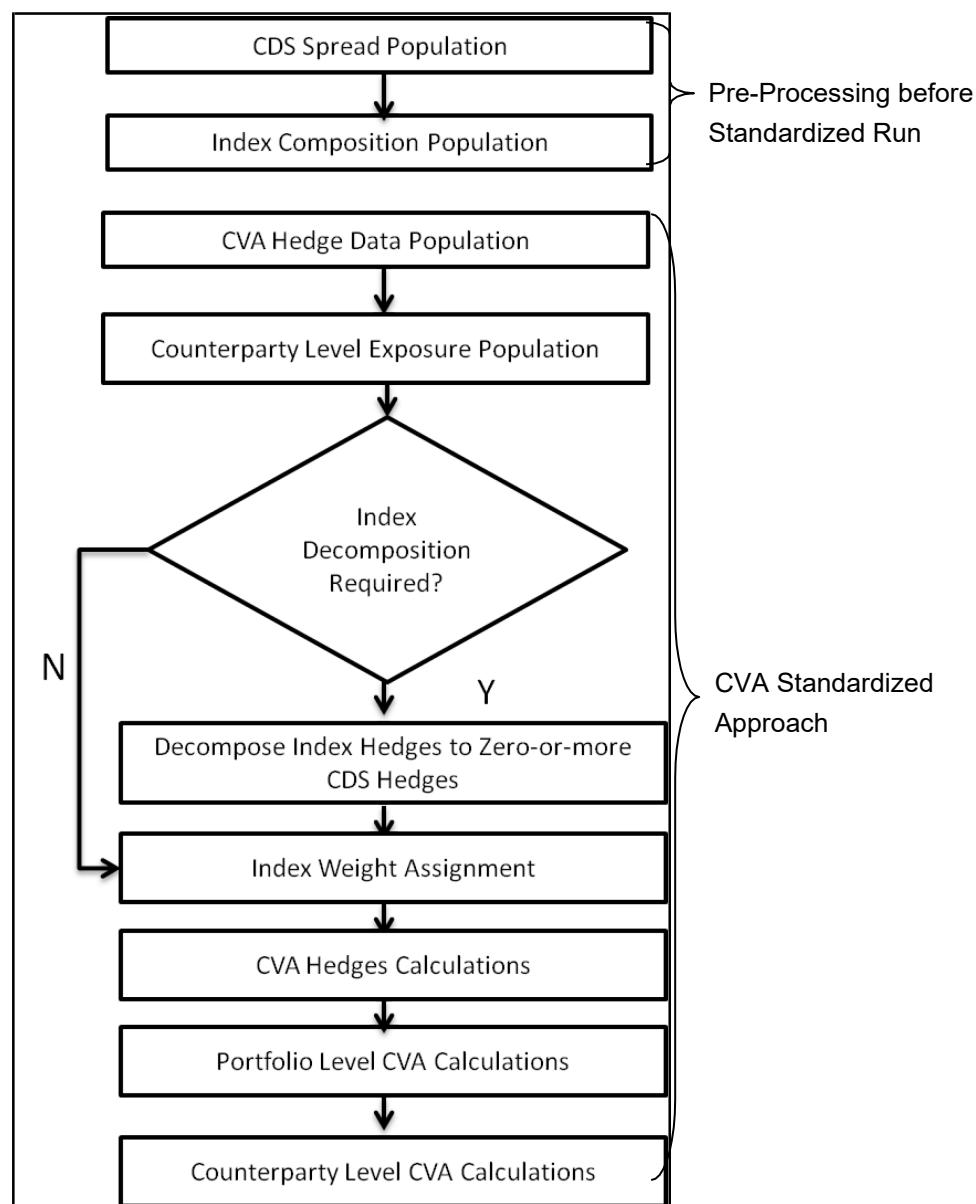 CDS Spread Population
Index Composition Population
Pre-Processing before
Standardized Run
CVA Hedge Data Population
Counterparty Level Exposure Population
Index
Decomposition
Required?
N
Y
CVA Standardized
Approach
Decompose Index Hedges to Zero-or-more
CDS Hedges
Index Weight Assignment
CVA Hedges Calculations
Portfolio Level CVA Calculations
Counterparty Level CVA Calculations